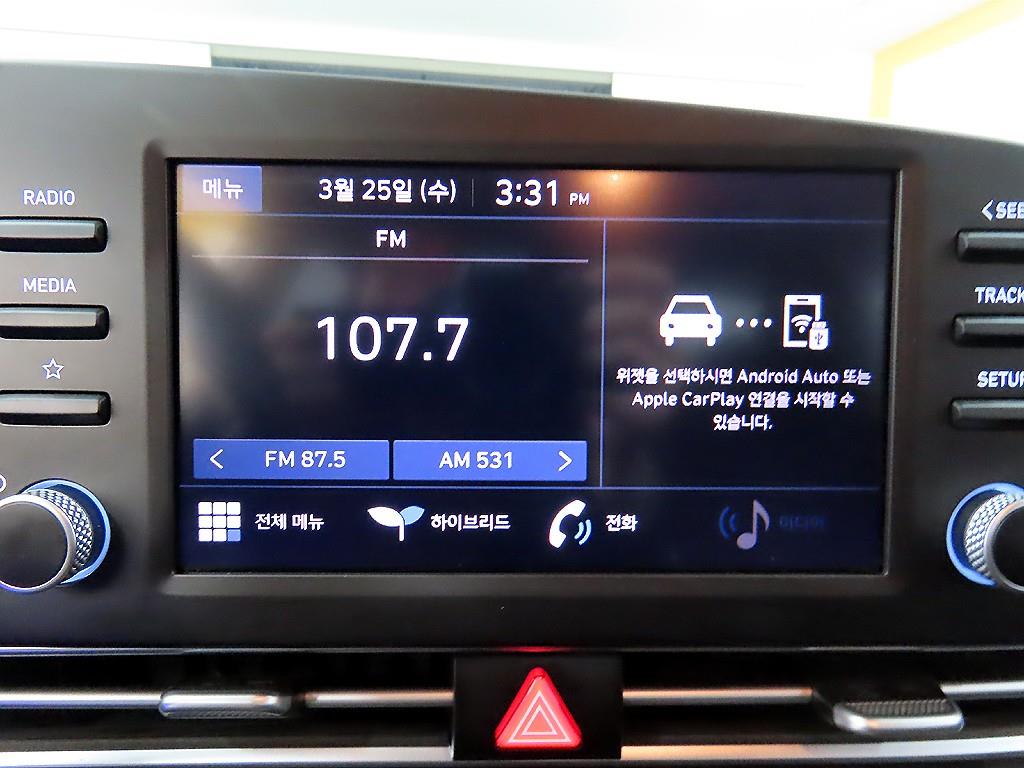 RADIO
MEDIA
메뉴
3월 25일 (수)
3:31 PM
FM
107.7
< FM 87.5
AM 531 >
위젯을 선택하시면 Android Auto 또는
Apple CarPlay 연결을 시작할 수
있습니다.
전체 메뉴
하이브리드
전화
미디어
TRACK